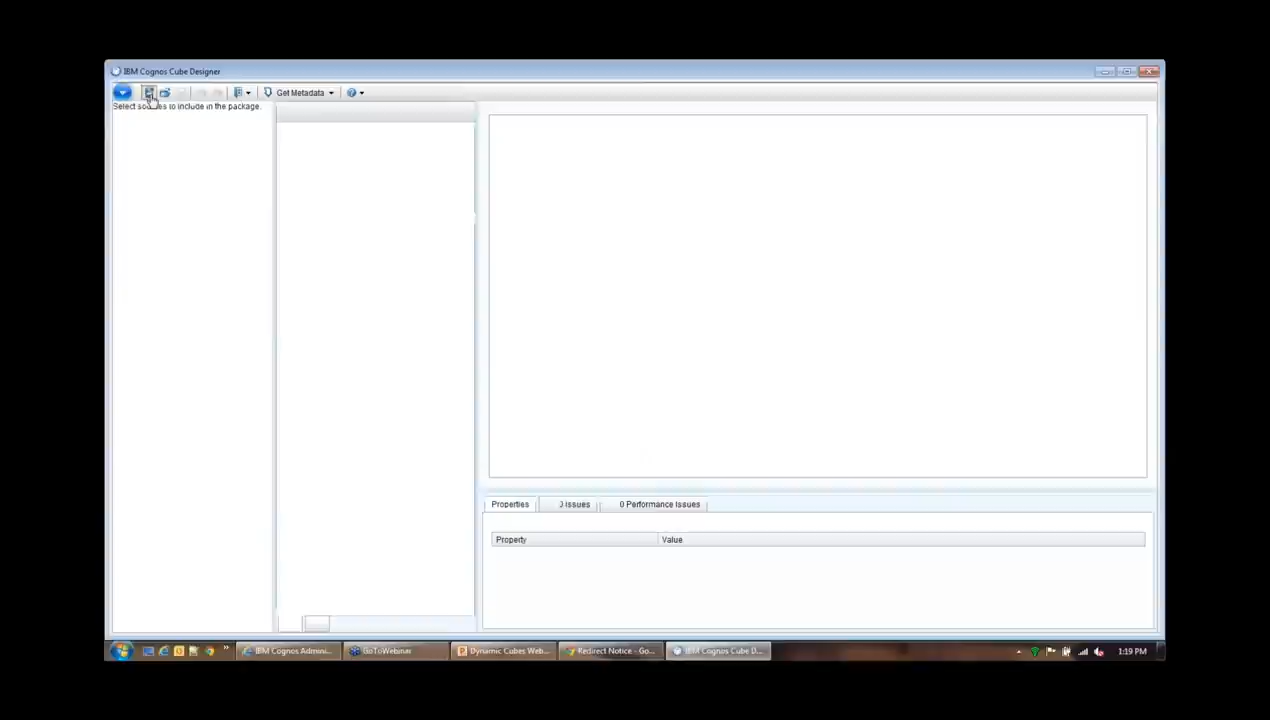 IBM Cognos Cube Designer
Get Metadata
Select sources to include in the package.
Properties
Issues
0 Performance Issues
Property
Value
IBM Cognos Admini...
GoToWebinar
Dynamic Cubes Web...
Redirect Notice - Go...
IBM Cognos Cube D...
1:19 PM